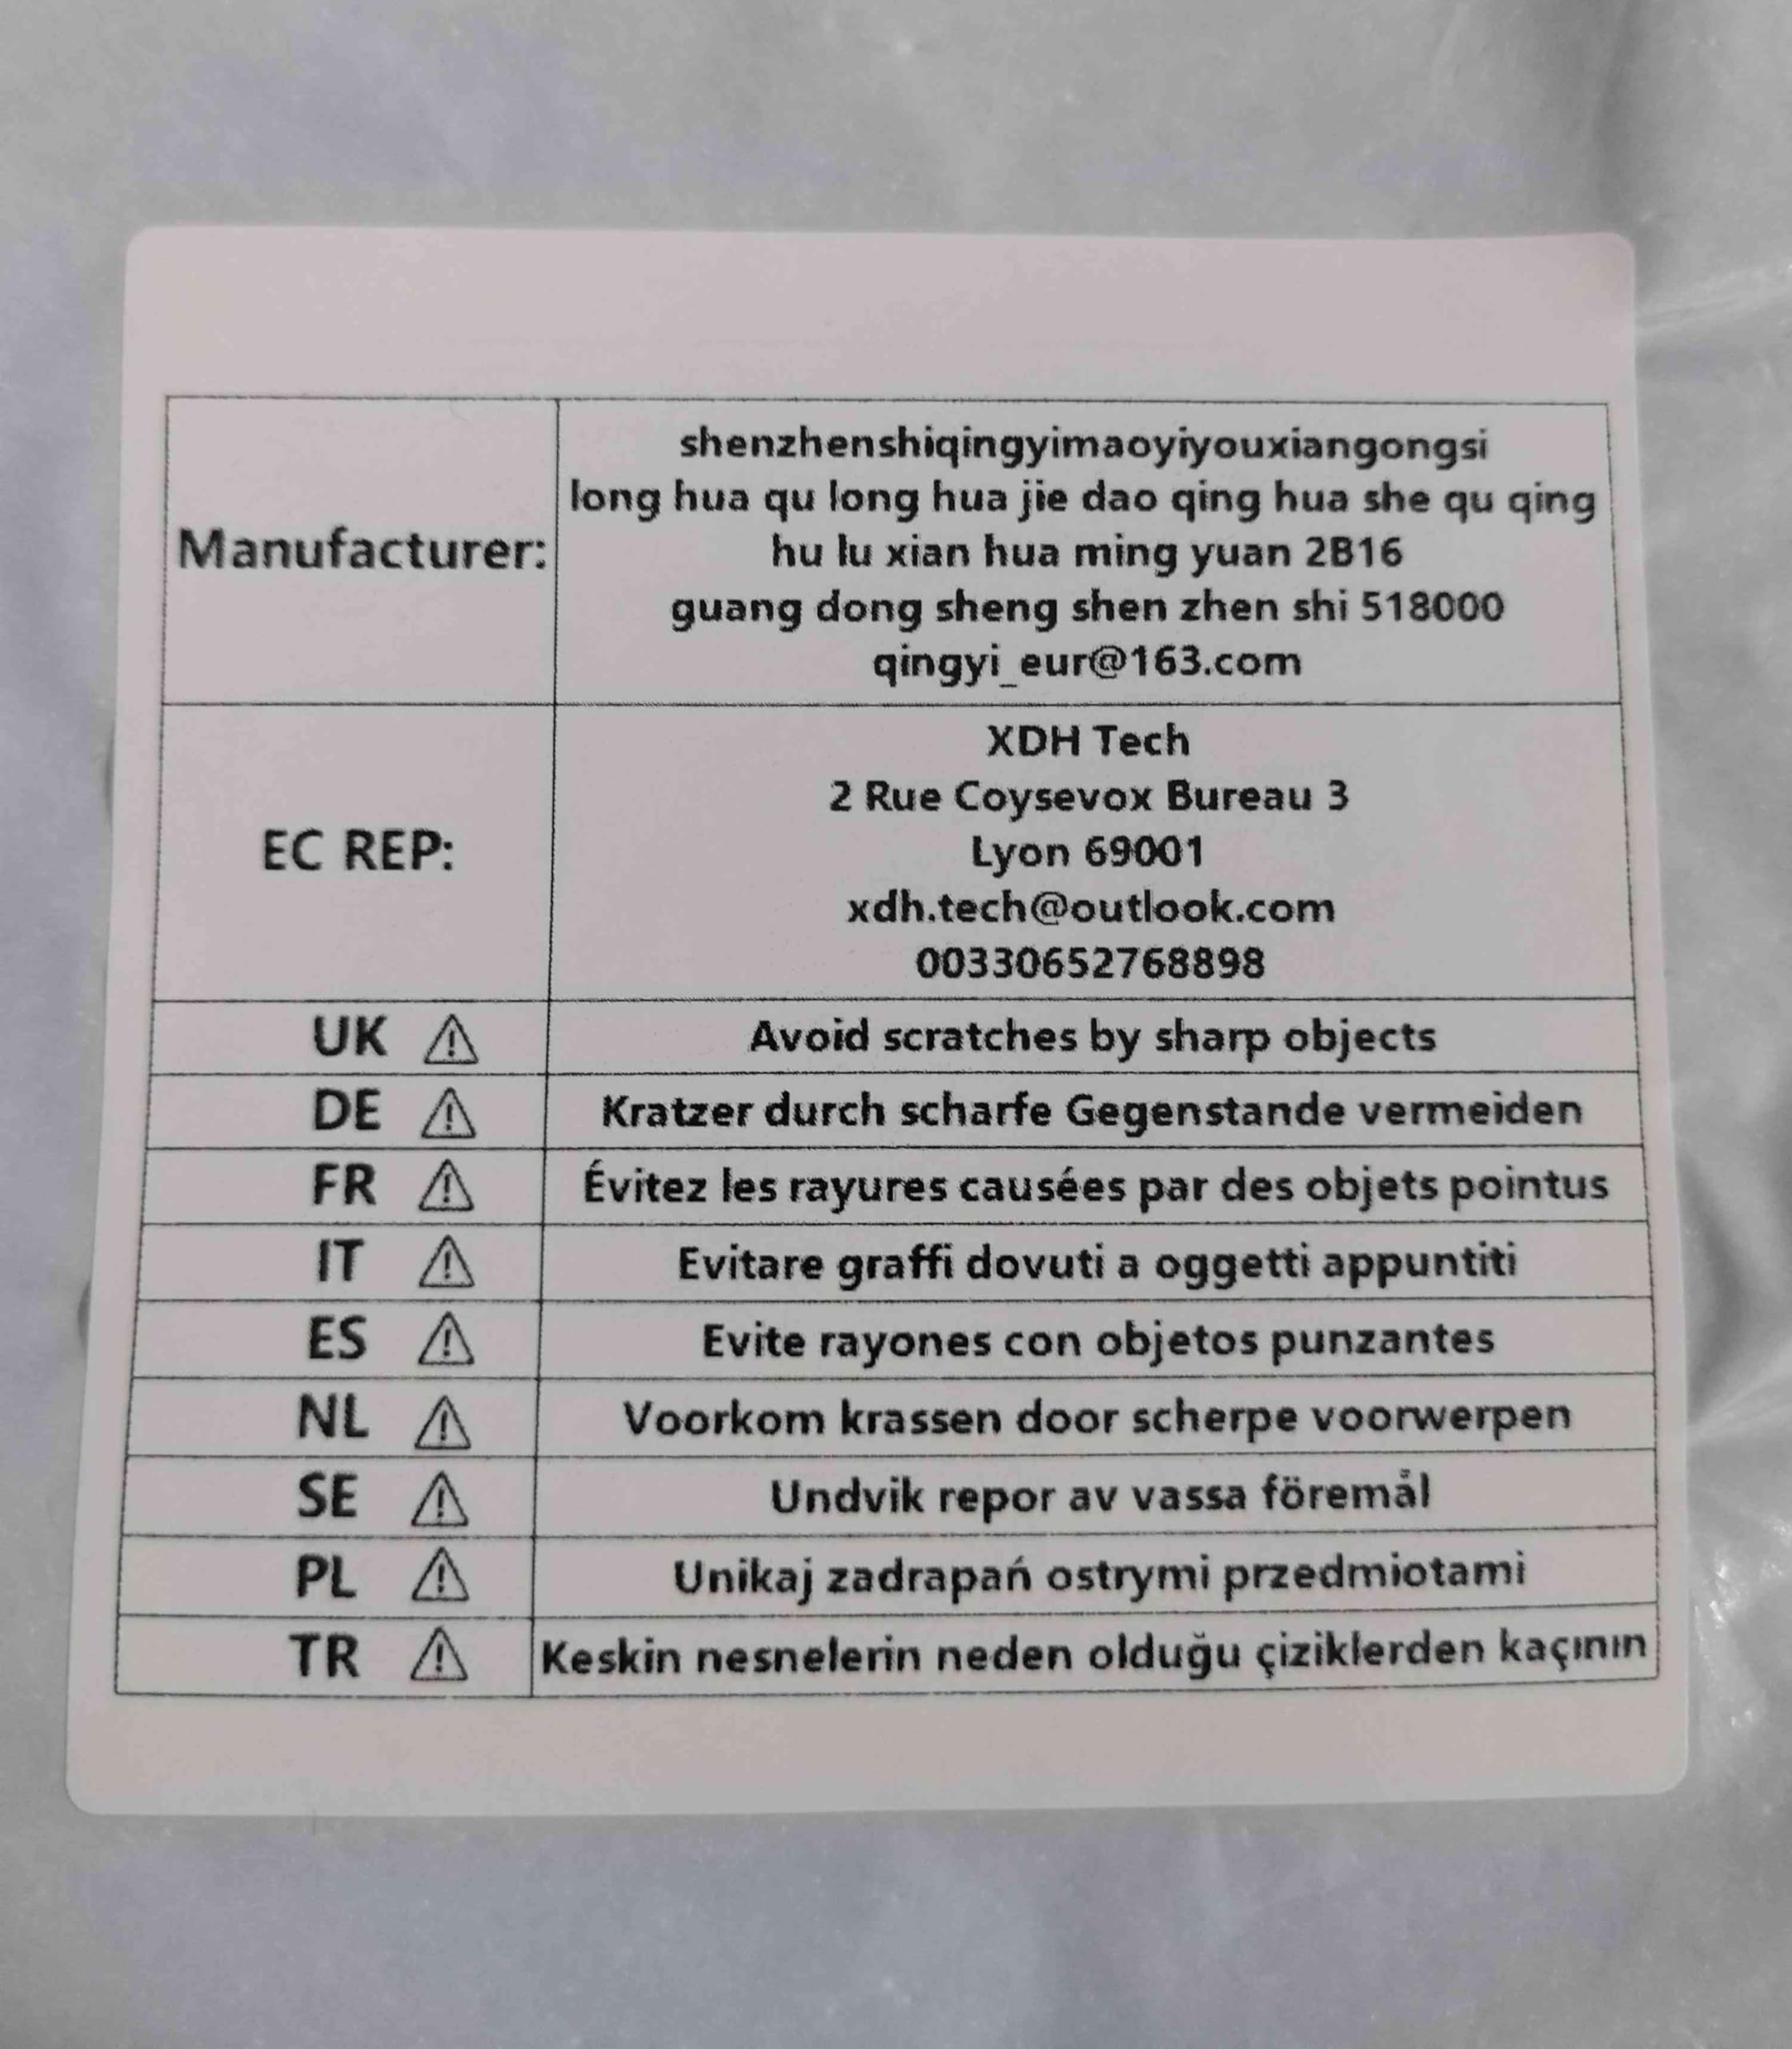 Manufacturer:
shenzhenshiqingyimaoyiyouxiangongsi
long hua qu long hua jie dao qing hua she qu qing
hu lu xian hua ming yuan 2B16
guang dong sheng shen zhen shi 518000
qingyi_eur@163.com
EC REP:
XDH Tech
2 Rue Coysevox Bureau 3
Lyon 69001
xdh.tech@outlook.com
00330652768898
UK ⚠ Avoid scratches by sharp objects
DE ⚠ Kratzer durch scharfe Gegenstande vermeiden
FR ⚠ Évitez les rayures causées par des objets pointus
IT ⚠ Evitare graffi dovuti a oggetti appuntiti
ES ⚠ Evite rayones con objetos punzantes
NL ⚠ Voorkom krassen door scherpe voorwerpen
SE ⚠ Undvik repor av vassa föremål
PL ⚠ Unikaj zadrapań ostrymi przedmiotami
TR ⚠ Keskin nesnelerin neden olduğu çiziklerden kaçının